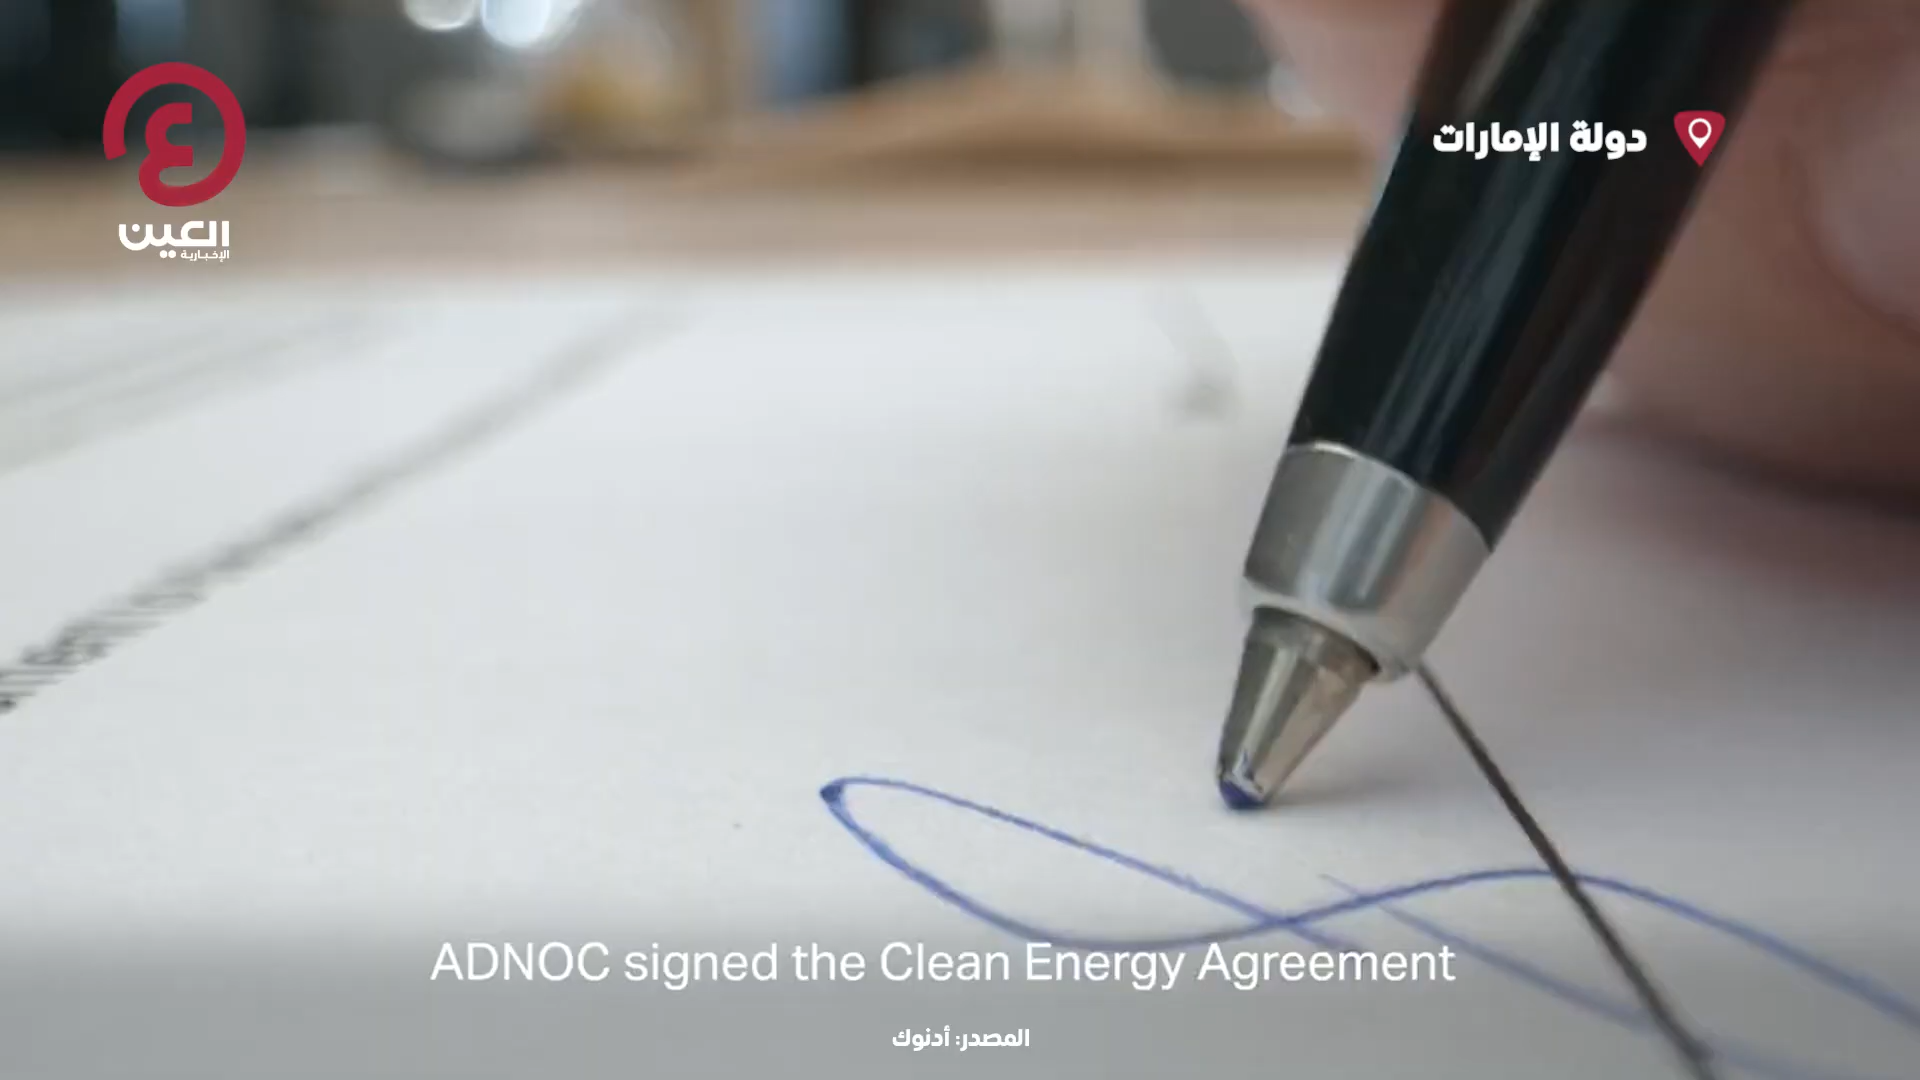 العين
الإخبارية
دولة الإمارات
ADNOC signed the Clean Energy Agreement
المصدر: أدنوك